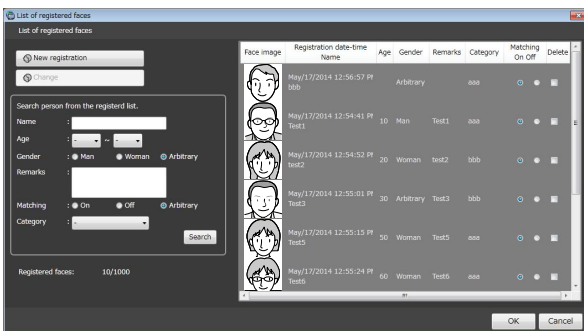 List of registered faces
List of registered faces
New registration
Change
Search person from the registerd list.
Name :
Age : - ~ -
Gender : Man Woman Arbitrary
Remarks :
Matching : On Off Arbitrary
Category : -
Search
Registered faces: 10/1000
Face image Registration date-time Name Age Gender Remarks Category Matching On Off Delete
May/17/2014 12:56:57 PM
bbb Arbitrary aaa
May/17/2014 12:54:41 PM
Test1 10 Man Test1 aaa
May/17/2014 12:54:52 PM
test2 20 Woman test2 bbb
May/17/2014 12:55:01 PM
Test3 30 Arbitrary Test3 bbb
May/17/2014 12:55:15 PM
Test5 50 Woman Test5 aaa
May/17/2014 12:55:24 PM
Test6 60 Woman Test6 aaa
OK Cancel